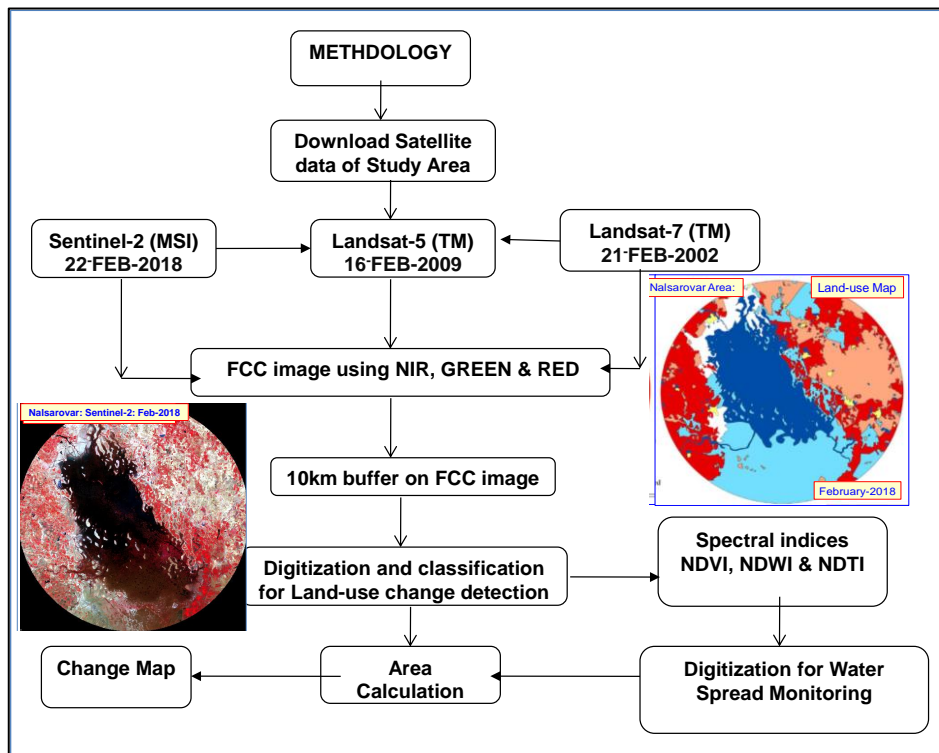 METHDOLOGY
Download Satellite
data of Study Area
Sentinel-2 (MSI)
22-FEB-2018
Landsat-5 (TM)
16-FEB-2009
Landsat-7 (TM)
21-FEB-2002
Nalsarovar Area:
Land-use Map
FCC image using NIR, GREEN & RED
Nalsarovar: Sentinel-2: Feb-2018
10km buffer on FCC image
February-2018
Digitization and classification
for Land-use change detection
Spectral indices
NDVI, NDWI & NDTI
Change Map
Area
Calculation
Digitization for Water
Spread Monitoring